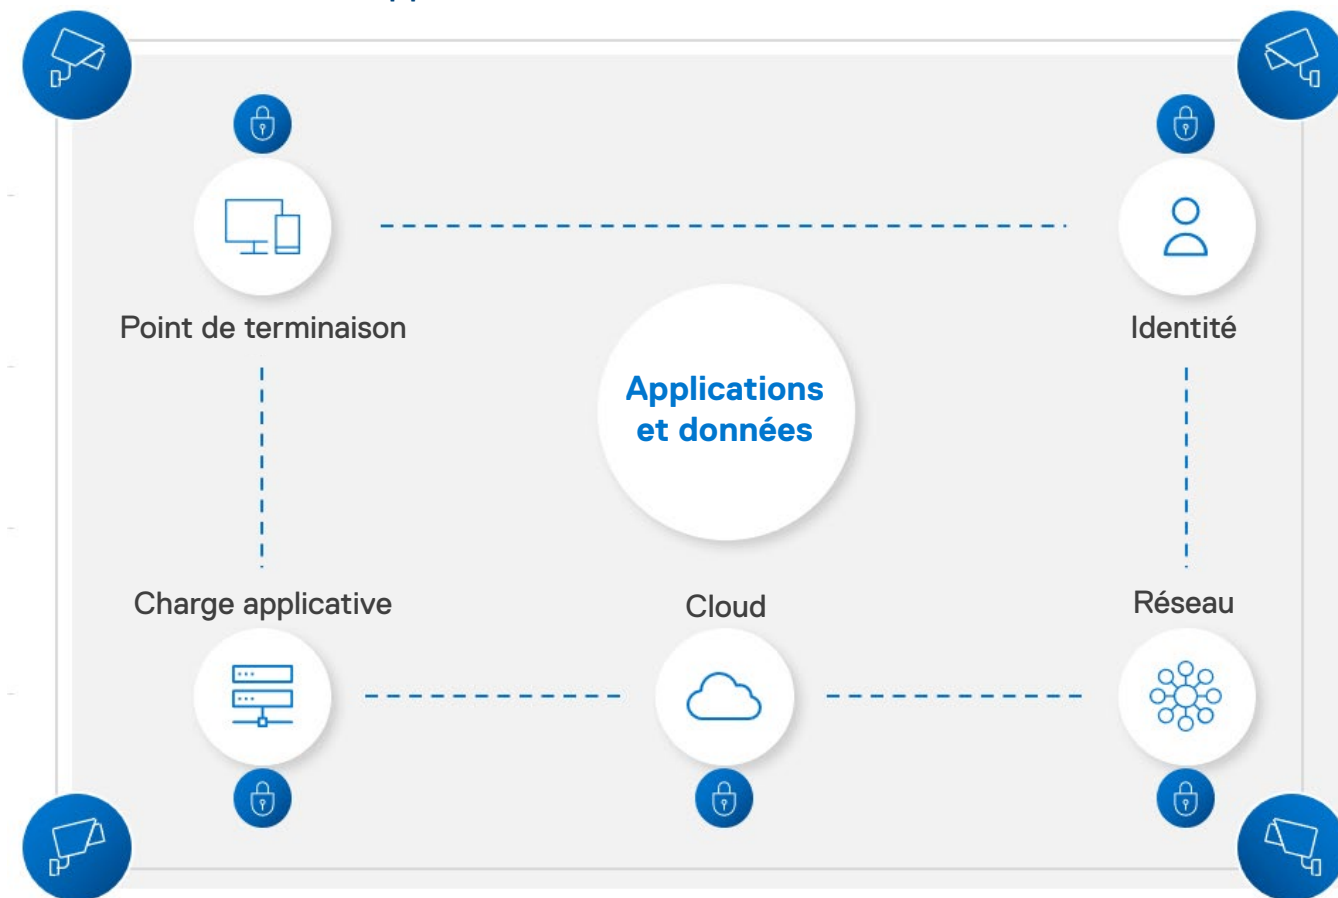 Point de terminaison
Identité
Applications
et données
Charge applicative
Cloud
Réseau